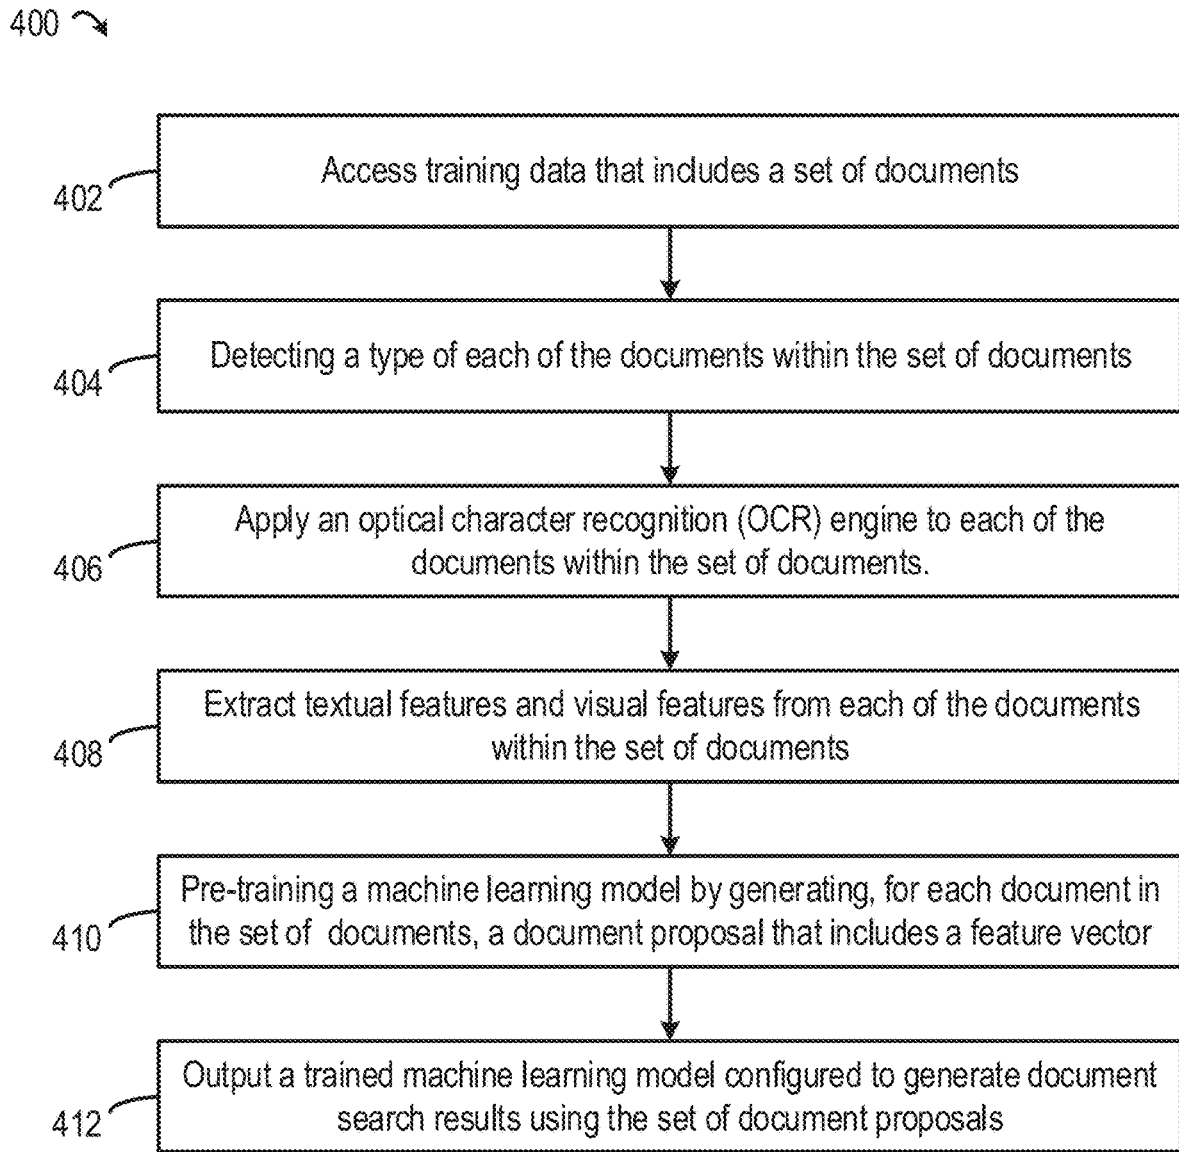 400
Access training data that includes a set of documents
402
Detecting a type of each of the documents within the set of documents
404
Apply an optical character recognition (OCR) engine to each of the
documents within the set of documents.
406
Extract textual features and visual features from each of the documents
within the set of documents
408
Pre-training a machine learning model by generating, for each document in
the set of documents, a document proposal that includes a feature vector
410
Output a trained machine learning model configured to generate document
search results using the set of document proposals
412